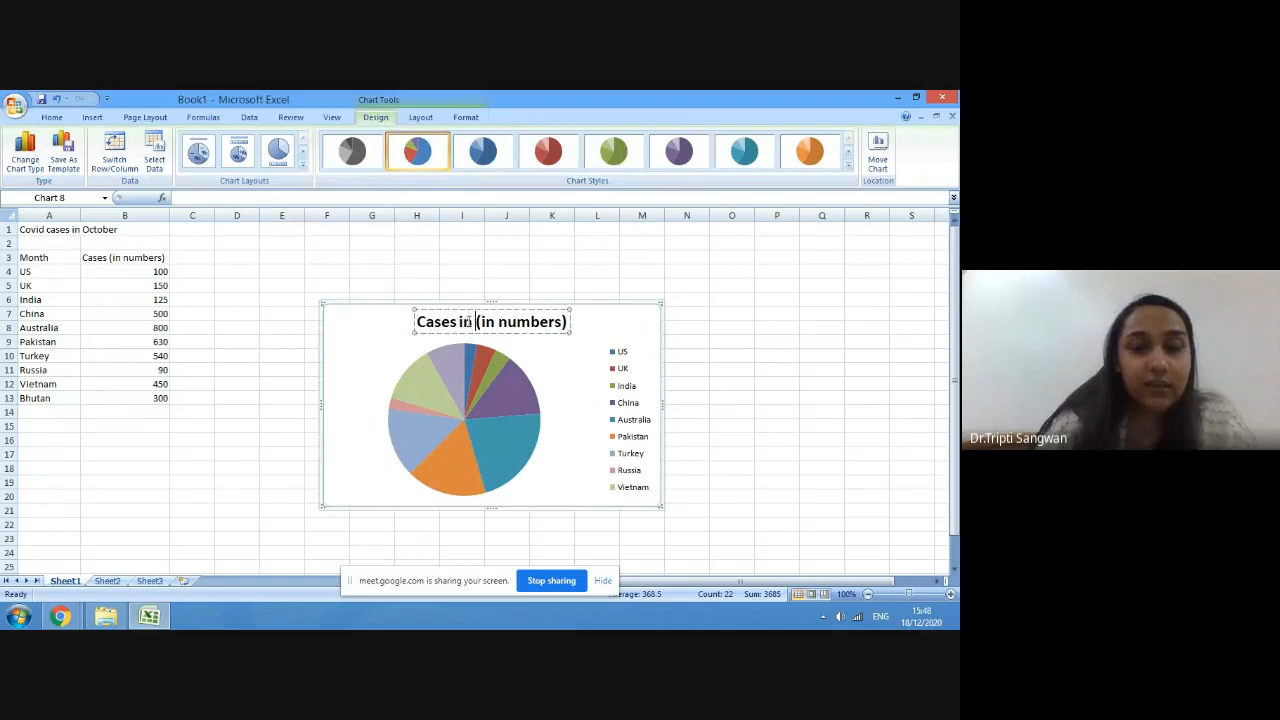 Book1 - Microsoft Excel
Chart Tools
Home Insert Page Layout Formulas Data Review View Design Layout Format
Change Chart Type
Save As Template
Switch Row/Column
Select Data
Move Chart
Type Data Chart Layouts Chart Styles Location
Chart 8 fx
A B C D E F G H I J K L M N O P Q R S
1 Covid cases in October
2
3 Month Cases (in numbers)
4 US 100
5 UK 150
6 India 125
7 China 500
8 Australia 800
9 Pakistan 630
10 Turkey 540
11 Russia 90
12 Vietnam 450
13 Bhutan 300
14
15
16
17
18
19
20
21
22
23
24
25
Cases in (in numbers)
US
UK
India
China
Australia
Pakistan
Turkey
Russia
Vietnam
Dr.Tripti Sangwan
Sheet1 Sheet2 Sheet3
meet.google.com is sharing your screen. Stop sharing Hide
Ready
erage: 368.5 Count: 22 Sum: 3685 100%
ENG
15:48
18/12/2020